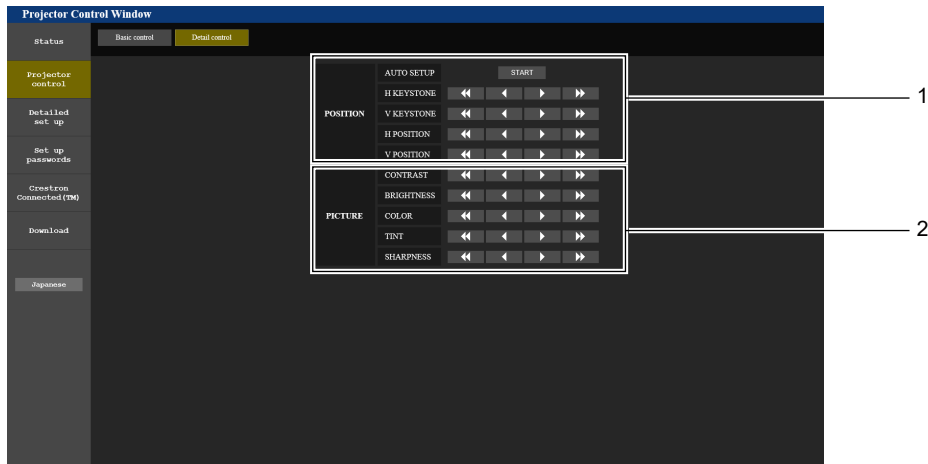 Projector Control Window
Status
Basic control
Detail control
Projector
control
Detailed
set up
Set up
passwords
Crestron
Connected(TM)
Download
Japanese
POSITION
AUTO SETUP
START
H KEYSTONE
V KEYSTONE
H POSITION
V POSITION
PICTURE
CONTRAST
BRIGHTNESS
COLOR
TINT
SHARPNESS
1
2